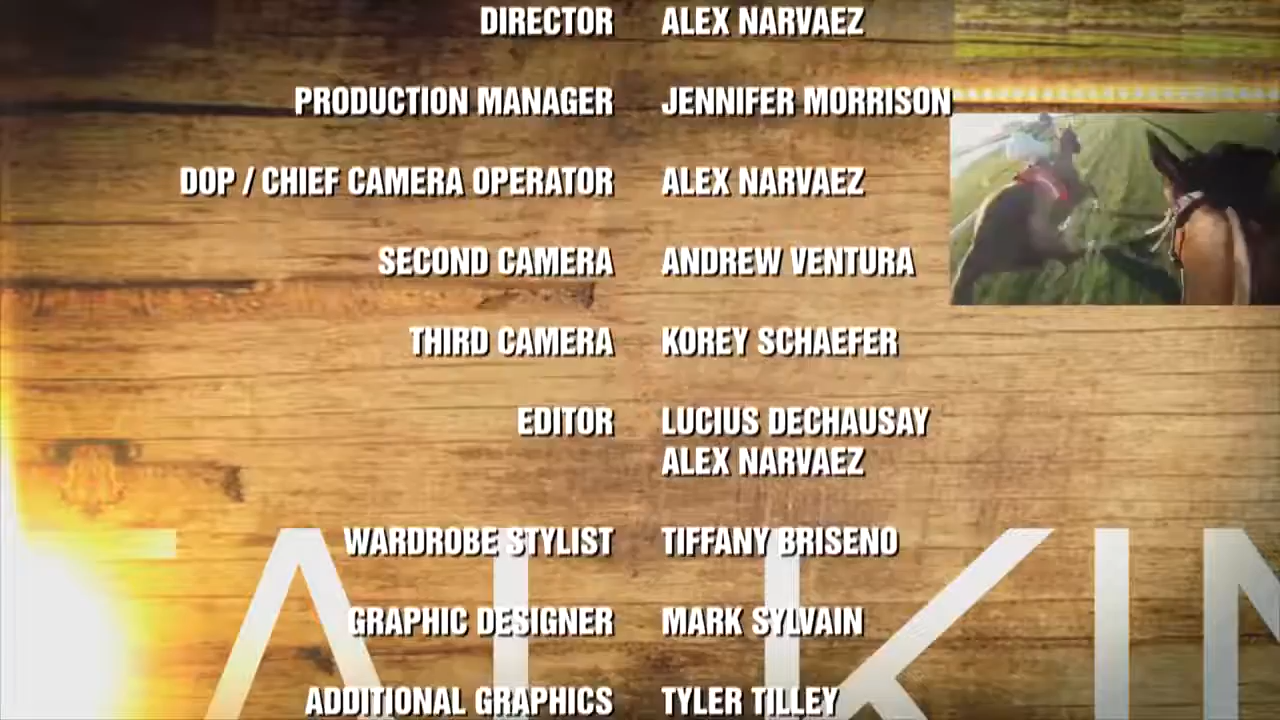 DIRECTOR ALEX NARVAEZ
PRODUCTION MANAGER JENNIFER MORRISON
DOP / CHIEF CAMERA OPERATOR ALEX NARVAEZ
SECOND CAMERA ANDREW VENTURA
THIRD CAMERA KOREY SCHAEFER
EDITOR LUCIUS DECHAUSAY
ALEX NARVAEZ
WARDROBE STYLIST TIFFANY BRISENO
GRAPHIC DESIGNER MARK SYLVAIN
ADDITIONAL GRAPHICS TYLER TILLEY